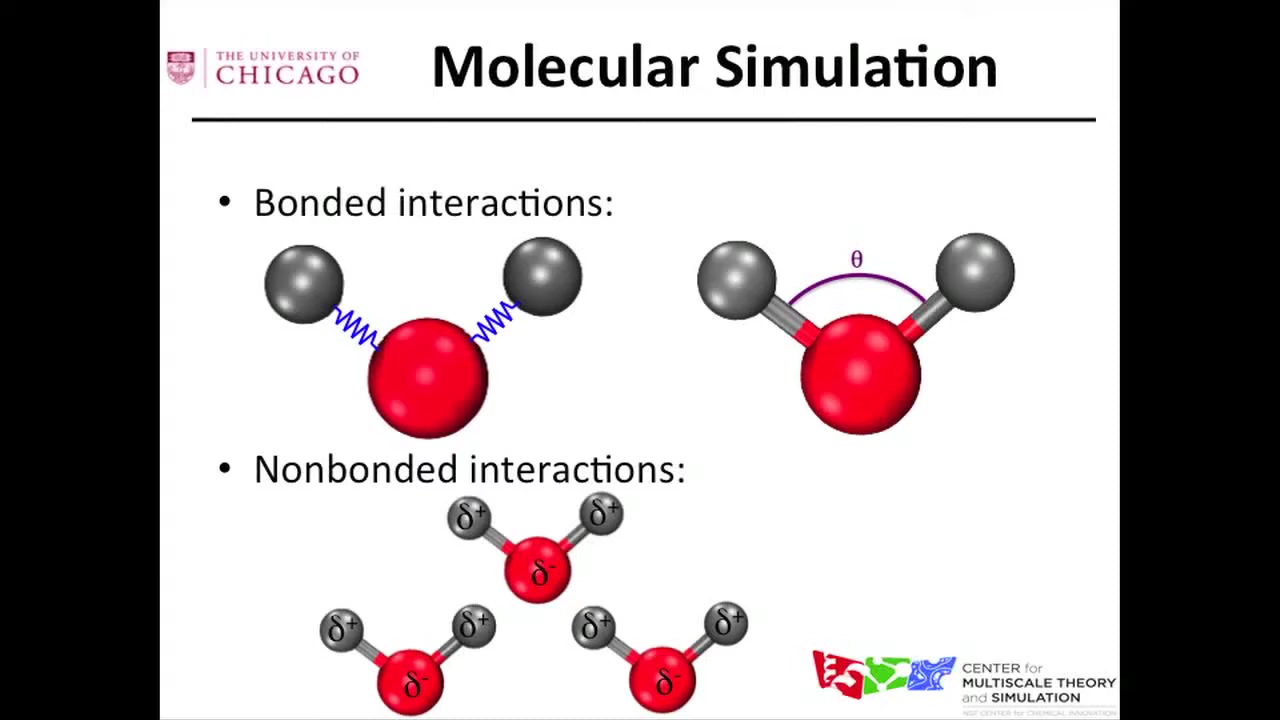 THE UNIVERSITY OF
CHICAGO
Molecular Simulation
• Bonded interactions:
θ
• Nonbonded interactions:
δ+ δ+
δ-
δ+ δ+ δ+ δ+
δ- δ-
CENTER for
MULTISCALE THEORY
and SIMULATION
NSF CENTER for CHEMICAL INNOVATION